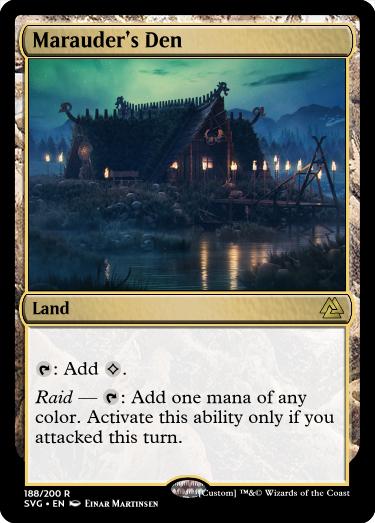 Marauder's Den
Land
: Add .
Raid — : Add one mana of any
color. Activate this ability only if you
attacked this turn.
188/200 R
SVG • EN Einar Martinsen
[Custom] ™&© Wizards of the Coast